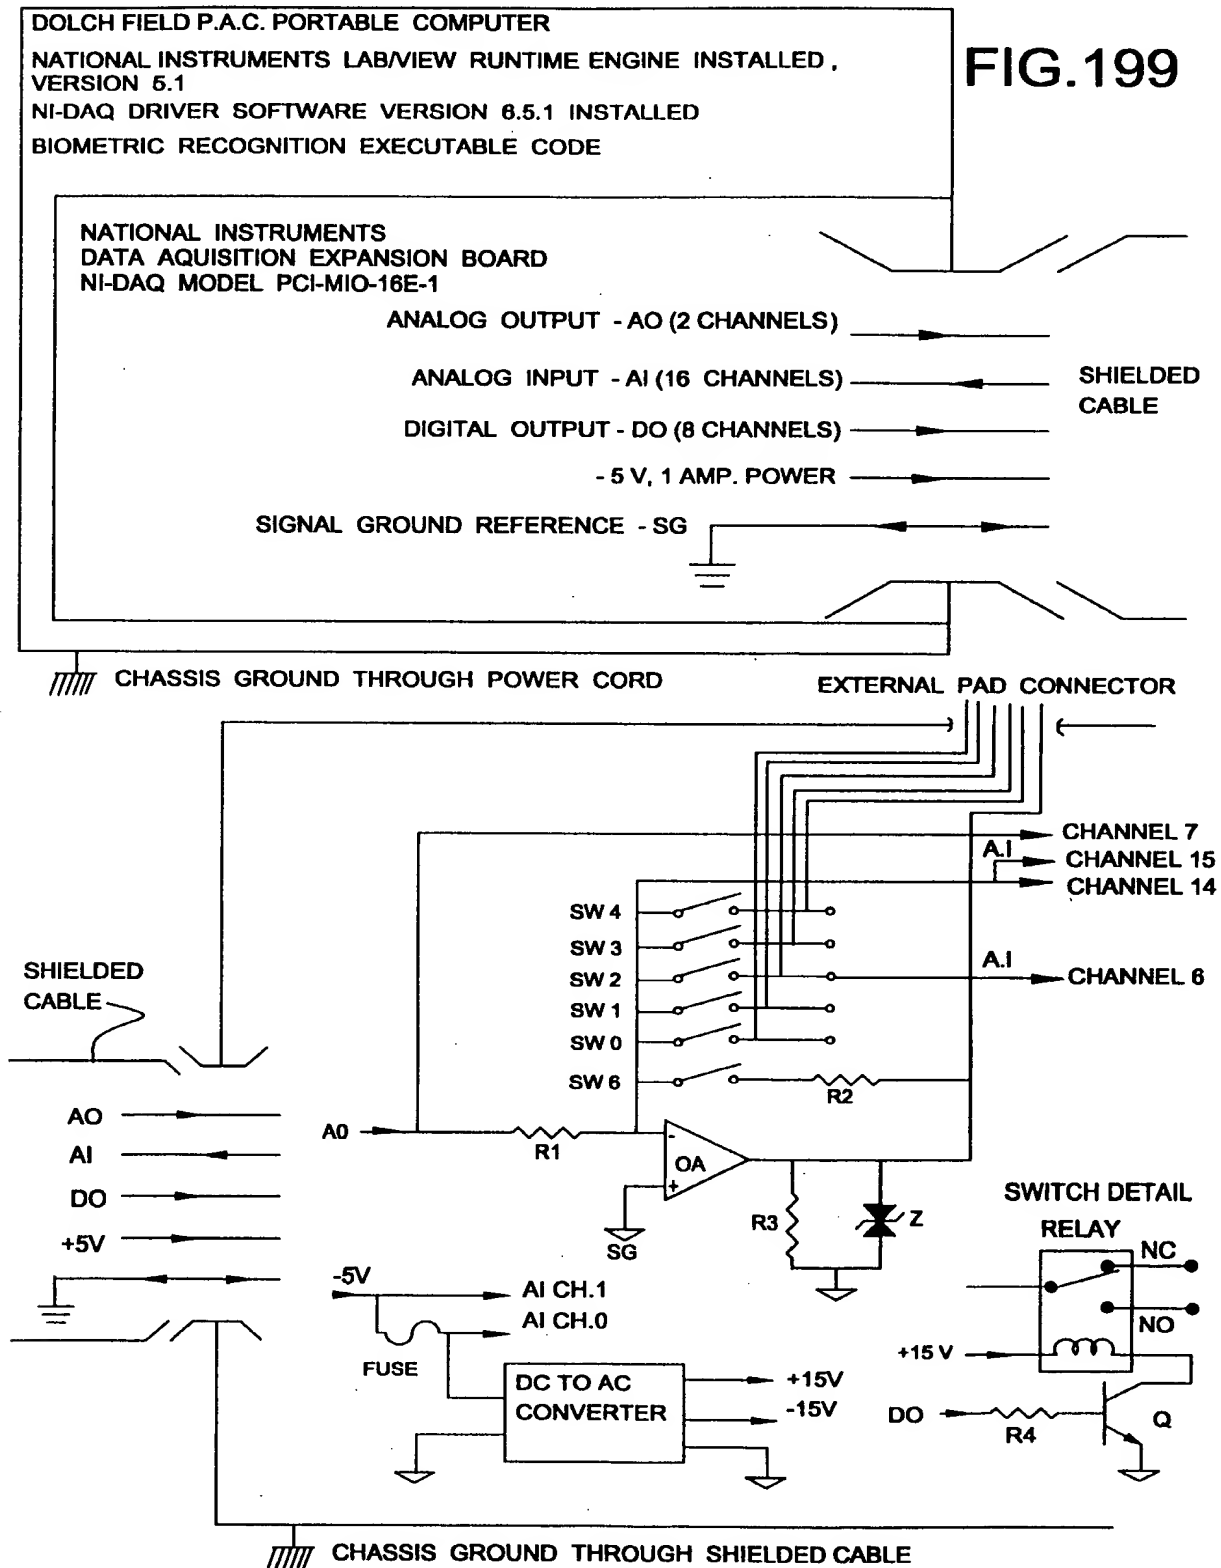 DOLCH FIELD P.A.C. PORTABLE COMPUTER
FIG.199
NATIONAL INSTRUMENTS LAB/VIEW RUNTIME ENGINE INSTALLED ,
VERSION 5.1
NI-DAQ DRIVER SOFTWARE VERSION 6.5.1 INSTALLED
BIOMETRIC RECOGNITION EXECUTABLE CODE
NATIONAL INSTRUMENTS
DATA AQUISITION EXPANSION BOARD
NI-DAQ MODEL PCI-MIO-16E-1
ANALOG OUTPUT - AO (2 CHANNELS)
ANALOG INPUT - AI (16 CHANNELS)
SHIELDED
CABLE
DIGITAL OUTPUT - DO (8 CHANNELS)
- 5 V, 1 AMP. POWER
SIGNAL GROUND REFERENCE - SG
CHASSIS GROUND THROUGH POWER CORD
EXTERNAL PAD CONNECTOR
CHANNEL 7
A.I
CHANNEL 15
CHANNEL 14
SW 4
SW 3
SW 2
A.I
CHANNEL 6
SW 1
SW 0
SW 6
R2
SHIELDED
CABLE
AO
AI
DO
+5V
A0
R1
-
OA
+
SG
R3
Z
SWITCH DETAIL
RELAY
NC
NO
+15 V
DO
R4
Q
-5V
AI CH.1
AI CH.0
FUSE
DC TO AC
CONVERTER
+15V
-15V
CHASSIS GROUND THROUGH SHIELDED CABLE